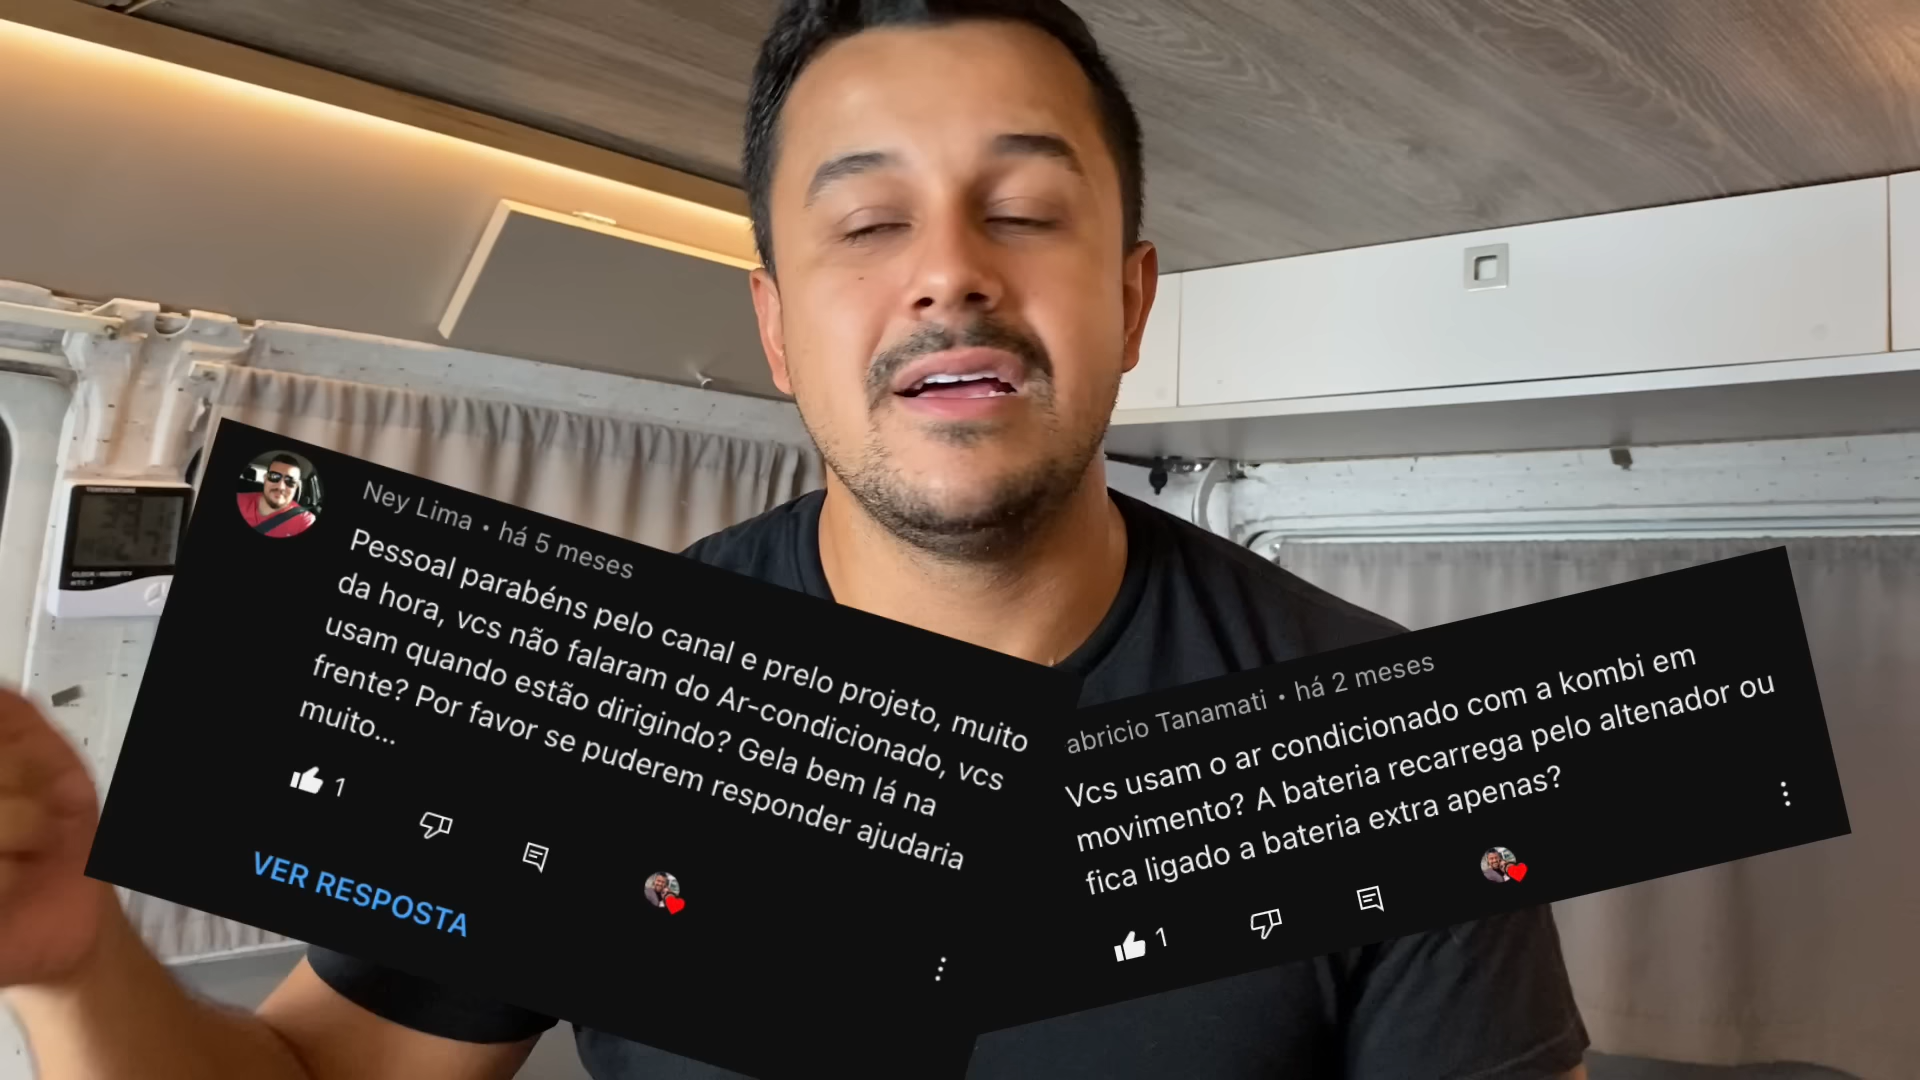 TEMPERATURE
Ney Lima • há 5 meses
Pessoal parabéns pelo canal e prelo projeto, muito
da hora, vcs não falaram do Ar-condicionado, vcs
usam quando estão dirigindo? Gela bem lá na
frente? Por favor se puderem responder ajudaria
muito...
1
VER RESPOSTA
abricio Tanamati • há 2 meses
Vcs usam o ar condicionado com a kombi em
movimento? A bateria recarrega pelo altenador ou
fica ligado a bateria extra apenas?
1